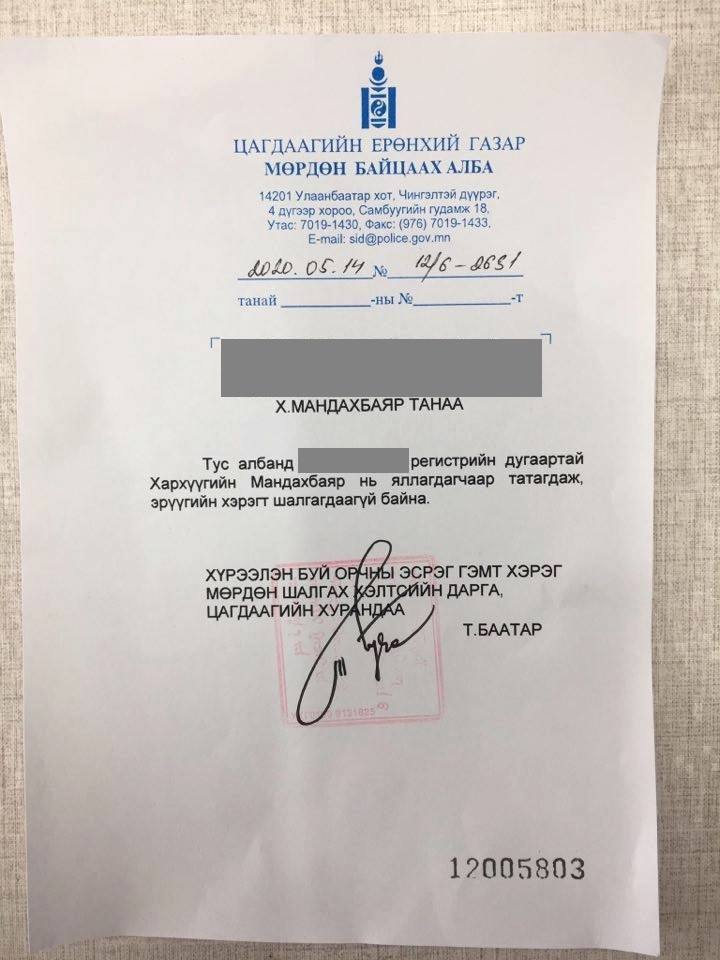 ЦАГДААГИЙН ЕРӨНХИЙ ГАЗАР
МӨРДӨН БАЙЦААХ АЛБА
14201 Улаанбаатар хот, Чингэлтэй дүүрэг,
4 дүгээр хороо, Самбуугийн гудамж 18,
Утас: 7019-1430, Факс: (976) 7019-1433,
E-mail: sid@police.gov.mn
2020.05.14 № 12/6-2691
танай ____________-ны №____________-т
Х.МАНДАХБАЯР ТАНАА
Тус албанд регистрийн дугаартай
Хархүүгийн Мандахбаяр нь яллагдагчаар татагдаж,
эрүүгийн хэрэгт шалгагдаагүй байна.
ХҮРЭЭЛЭН БУЙ ОРЧНЫ ЭСРЭГ ГЭМТ ХЭРЭГ
МӨРДӨН ШАЛГАХ ХЭЛТСИЙН ДАРГА,
ЦАГДААГИЙН ХУРАНДАА
Т.БААТАР
12005803